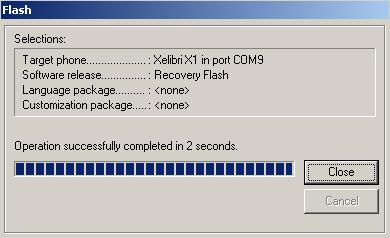 Flash
Selections:
Target phone.................... : Xelibri X1 in port COM9
Software release................ : Recovery Flash
Language package.......... : <none>
Customization package..... : <none>
Operation successfully completed in 2 seconds.
Close
Cancel